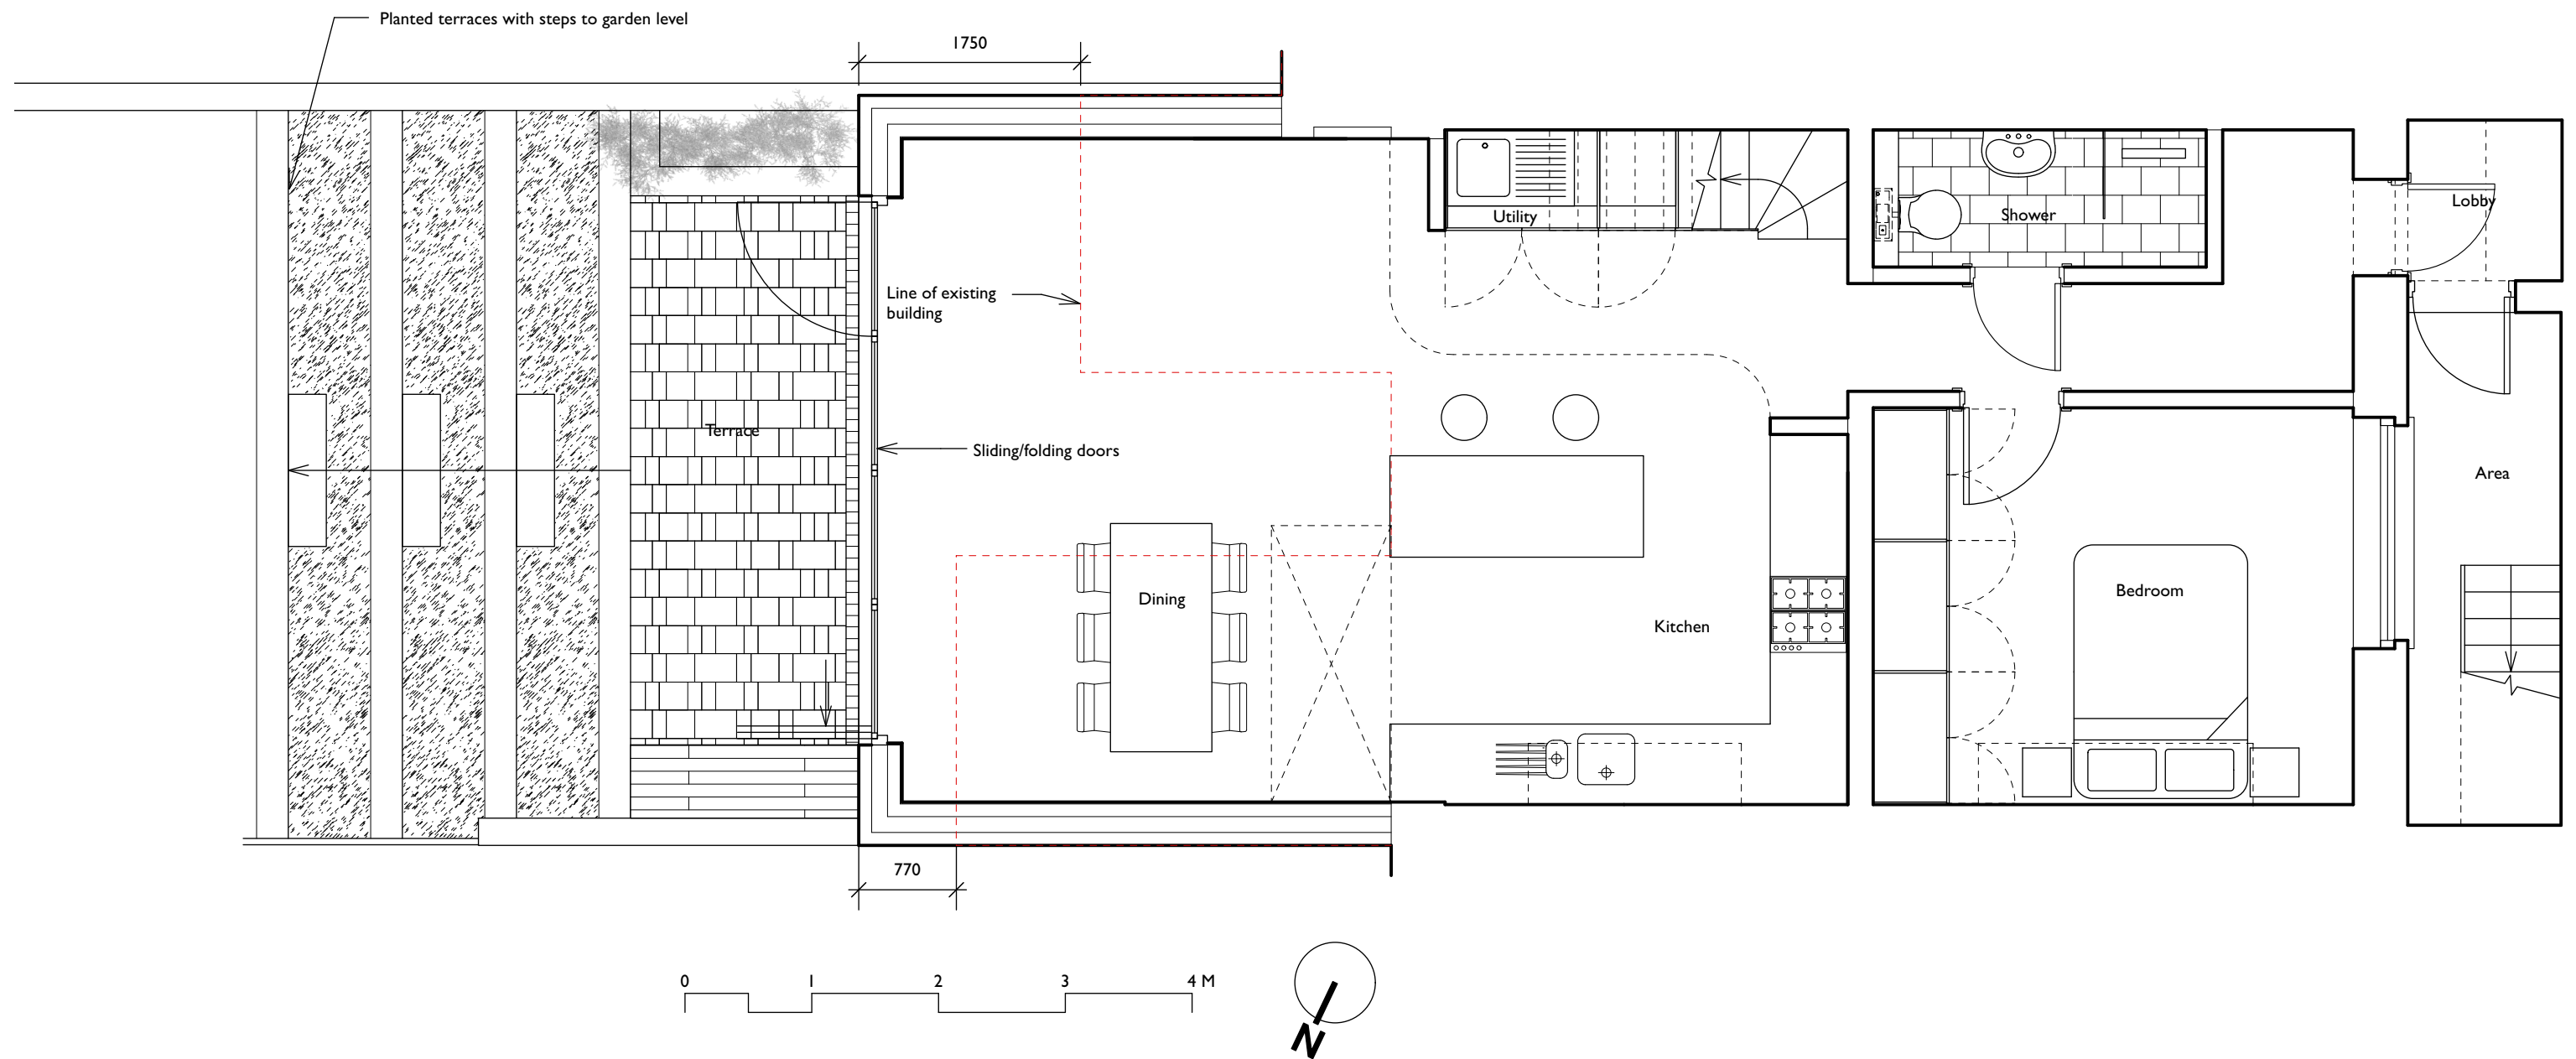 Planted terraces with steps to garden level
1750
Utility
Shower
Lobby
Line of existing
building
Terrace
Sliding/folding doors
Area
Dining
Bedroom
Kitchen
770
0 1 2 3 4 M
N